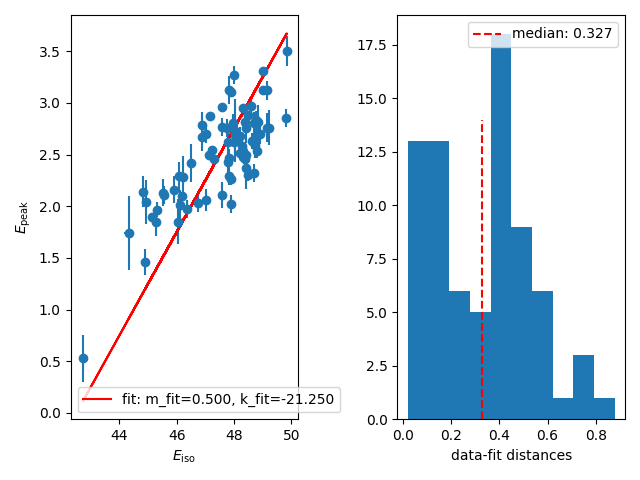 3.5
3.0
2.5
2.0
1.5
1.0
0.5
0.0
E_peak
fit: m_fit=0.500, k_fit=-21.250
44 46 48 50
E_iso
median: 0.327
17.5
15.0
12.5
10.0
7.5
5.0
2.5
0.0
0.0 0.2 0.4 0.6 0.8
data-fit distances